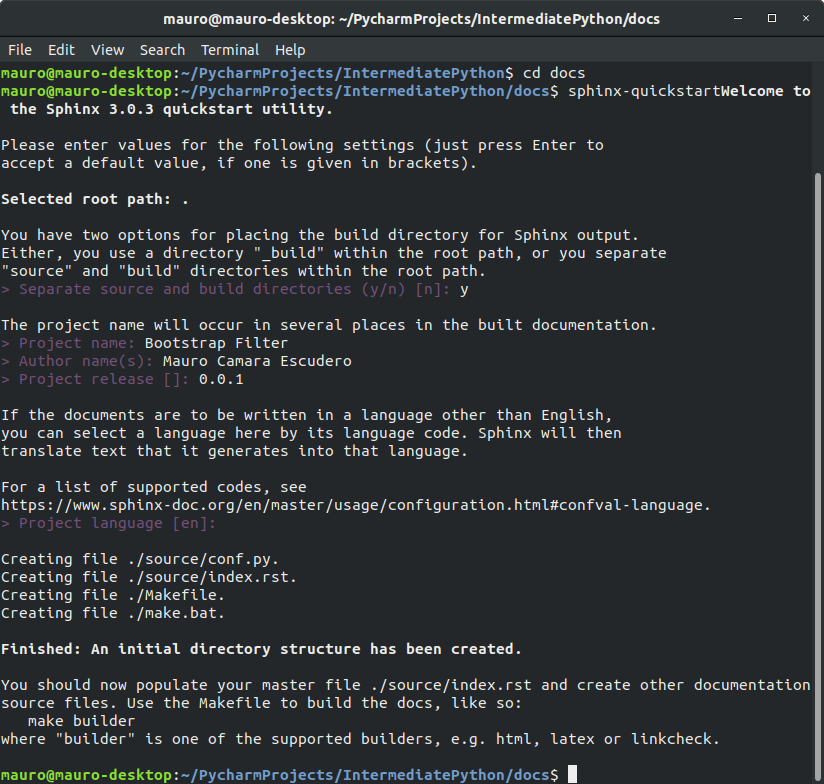 mauro@mauro-desktop: ~/PycharmProjects/IntermediatePython/docs
File Edit View Search Terminal Help
mauro@mauro-desktop:~/PycharmProjects/IntermediatePython$ cd docs
mauro@mauro-desktop:~/PycharmProjects/IntermediatePython/docs$ sphinx-quickstartWelcome to
the Sphinx 3.0.3 quickstart utility.
Please enter values for the following settings (just press Enter to
accept a default value, if one is given in brackets).
Selected root path: .
You have two options for placing the build directory for Sphinx output.
Either, you use a directory "_build" within the root path, or you separate
"source" and "build" directories within the root path.
> Separate source and build directories (y/n) [n]: y
The project name will occur in several places in the built documentation.
> Project name: Bootstrap Filter
> Author name(s): Mauro Camara Escudero
> Project release []: 0.0.1
If the documents are to be written in a language other than English,
you can select a language here by its language code. Sphinx will then
translate text that it generates into that language.
For a list of supported codes, see
https://www.sphinx-doc.org/en/master/usage/configuration.html#confval-language.
> Project language [en]:
Creating file ./source/conf.py.
Creating file ./source/index.rst.
Creating file ./Makefile.
Creating file ./make.bat.
Finished: An initial directory structure has been created.
You should now populate your master file ./source/index.rst and create other documentation
source files. Use the Makefile to build the docs, like so:
make builder
where "builder" is one of the supported builders, e.g. html, latex or linkcheck.
mauro@mauro-desktop:~/PycharmProjects/IntermediatePython/docs$